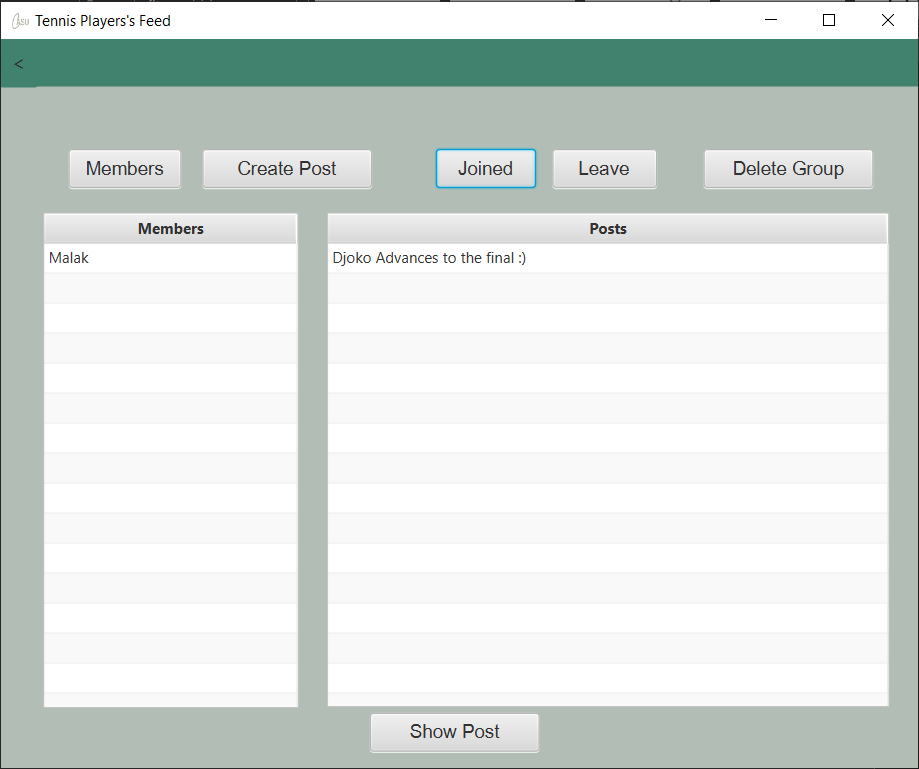 Tennis Players's Feed
<
Members Create Post Joined Leave Delete Group
Members Posts
Malak Djoko Advances to the final :)
Show Post